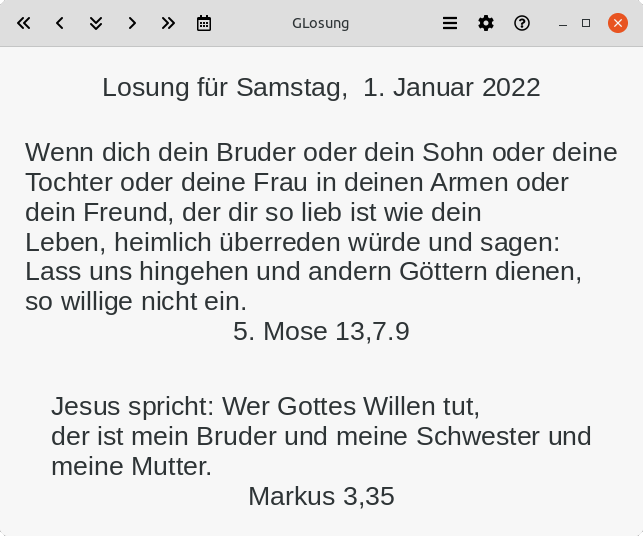 GLosung
Losung für Samstag,  1. Januar 2022
Wenn dich dein Bruder oder dein Sohn oder deine
Tochter oder deine Frau in deinen Armen oder
dein Freund, der dir so lieb ist wie dein
Leben, heimlich überreden würde und sagen:
Lass uns hingehen und andern Göttern dienen,
so willige nicht ein.
5. Mose 13,7.9
Jesus spricht: Wer Gottes Willen tut,
der ist mein Bruder und meine Schwester und
meine Mutter.
Markus 3,35